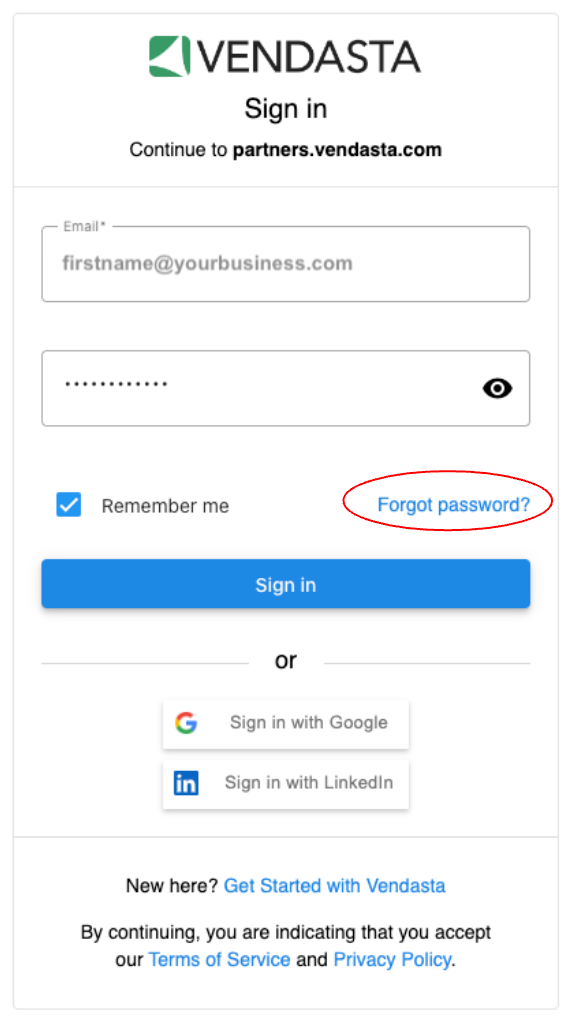 VENDASTA
Sign in
Continue to partners.vendasta.com
Email*
firstname@yourbusiness.com
••••••••••••
Remember me
Forgot password?
Sign in
or
Sign in with Google
in Sign in with LinkedIn
New here? Get Started with Vendasta
By continuing, you are indicating that you accept
our Terms of Service and Privacy Policy.